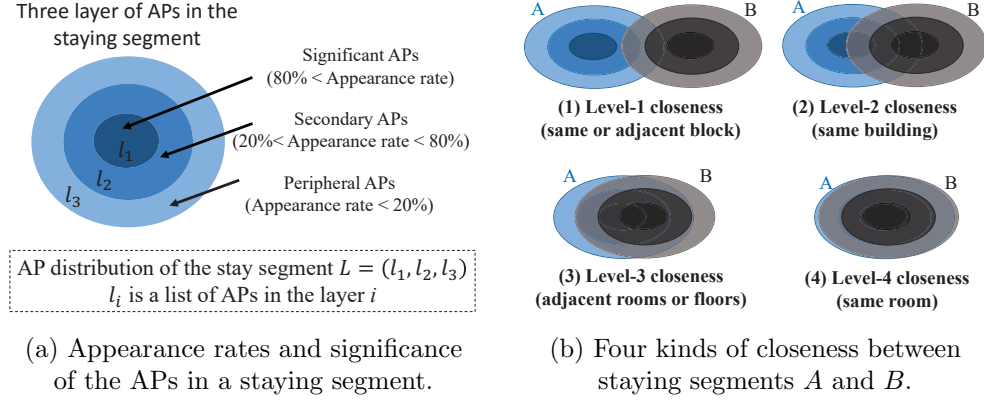 Three layer of APs in the
staying segment
Significant APs
(80% < Appearance rate)
Secondary APs
(20%< Appearance rate < 80%)
Peripheral APs
(Appearance rate < 20%)
l₁
l₂
l₃
AP distribution of the stay segment L = (l₁, l₂, l₃)
lᵢ is a list of APs in the layer i
(a) Appearance rates and significance
of the APs in a staying segment.
A
B
(1) Level-1 closeness
(same or adjacent block)
A
B
(2) Level-2 closeness
(same building)
A
B
(3) Level-3 closeness
(adjacent rooms or floors)
A
B
(4) Level-4 closeness
(same room)
(b) Four kinds of closeness between
staying segments A and B.